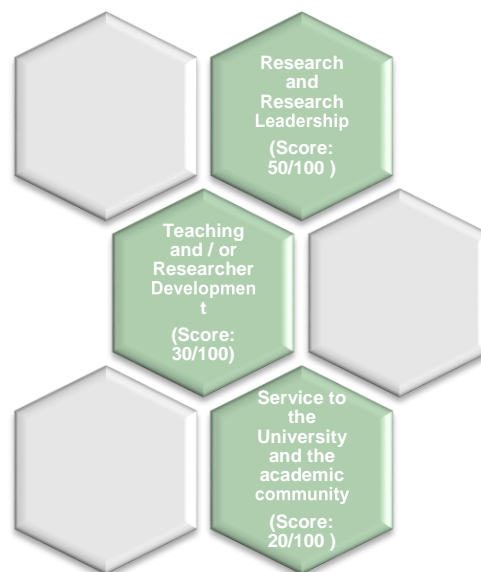 Research
and
Research
Leadership
(Score:
50/100 )
Teaching
and / or
Researcher
Developmen
t
(Score:
30/100)
Service to
the
University
and the
academic
community
(Score:
20/100 )